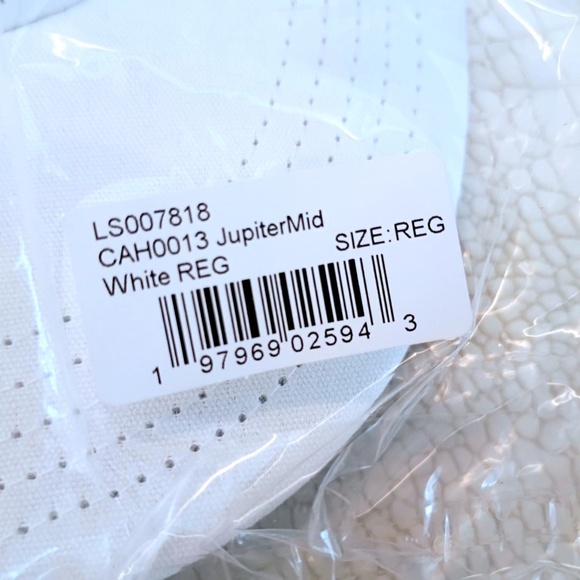 LS007818
CAH0013 JupiterMid
White REG SIZE:REG
1 97969 02594 3